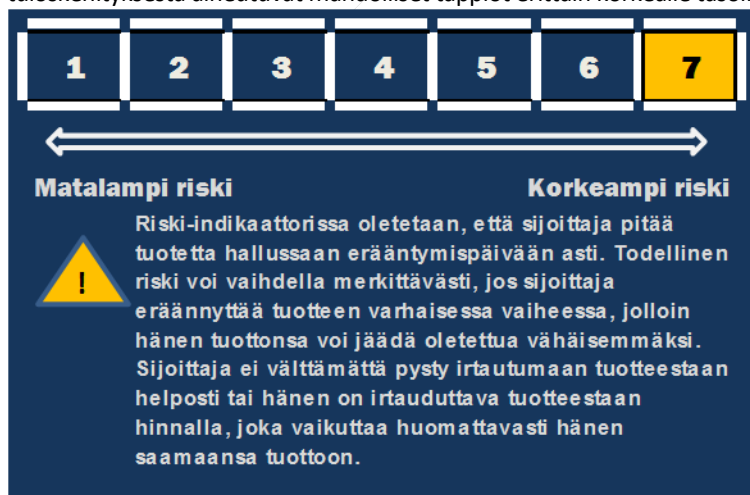 1 2 3 4 5 6 7
Matalampi riski Korkeampi riski
Riski-indikaattorissa oletetaan, että sijoittaja pitää
tuotetta hallussaan erääntymispäivään asti. Todellinen
riski voi vaihdella merkittävästi, jos sijoittaja
!
eräännyttää tuotteen varhaisessa vaiheessa, jolloin
hänen tuottonsa voi jäädä oletettua vähäisemmäksi.
Sijoittaja ei välttämättä pysty irtautumaan tuotteestaan
helposti tai hänen on irtauduttava tuotteestaan
hinnalla, joka vaikuttaa huomattavasti hänen
saamaansa tuottoon.